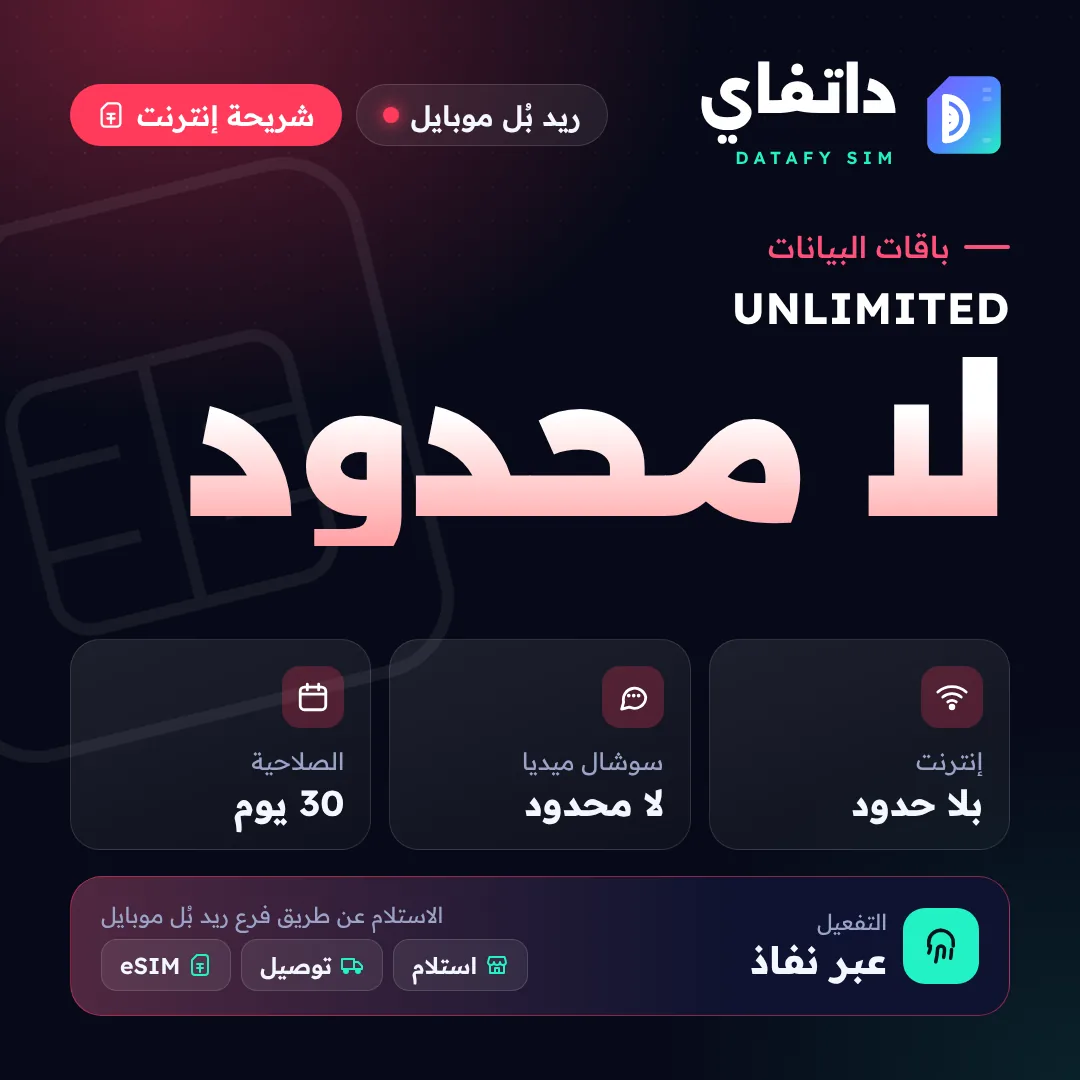 داتفاي
DATAFY SIM
ريد بُل موبايل
شريحة إنترنت
باقات البيانات
UNLIMITED
لا محدود
إنترنت
بلا حدود
سوشال ميديا
لا محدود
الصلاحية
30 يوم
التفعيل
عبر نفاذ
الاستلام عن طريق فرع ريد بُل موبايل
استلام
توصيل
eSIM